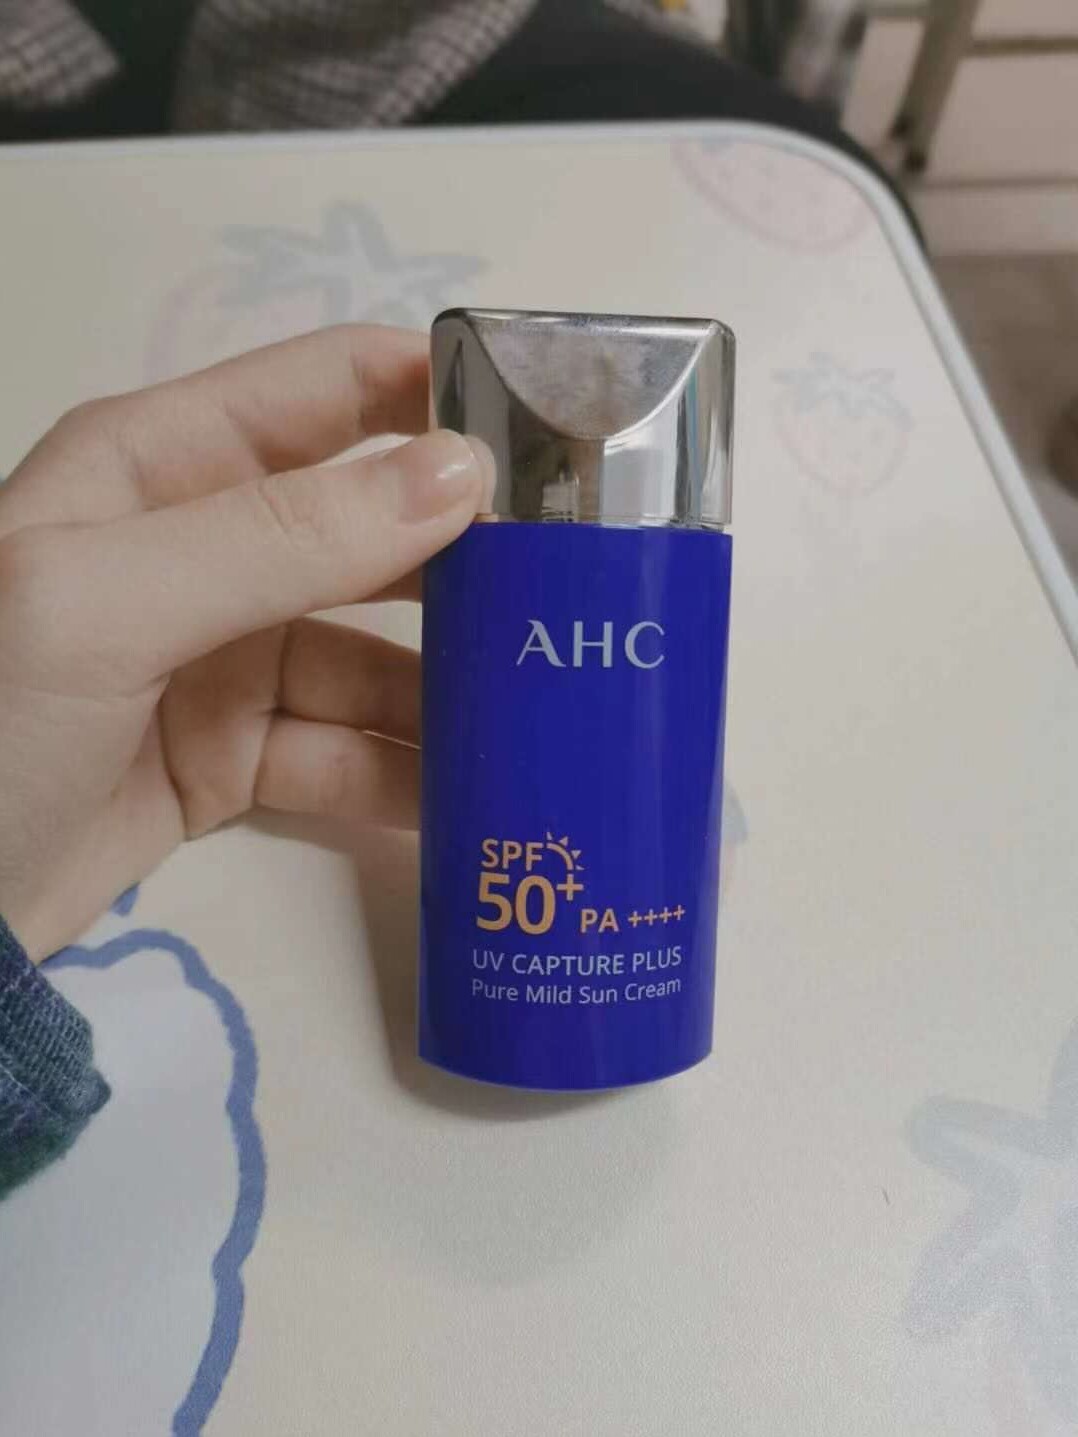 AHC
SPF
50+ PA ++++
UV CAPTURE PLUS
Pure Mild Sun Cream